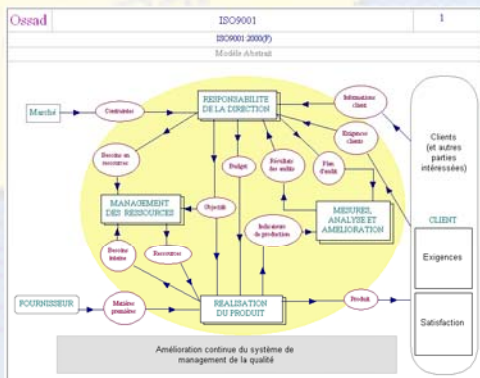 Ossad
ISO9001
1
ISO9001:2000(F)
Modèle Abstrait
Marché
Contraintes
RESPONSABILITE
DE LA DIRECTION
Informations
client
Exigences
clients
Clients
(et autres
parties
intéressées)
Besoins en
ressources
Budget
Résultats
des audits
Plan
d'audit
MANAGEMENT
DES RESSOURCES
Objectifs
MESURES,
ANALYSE ET
AMELIORATION
CLIENT
Indicateurs
de production
Besoins
Ressources
Exigences
FOURNISSEUR
Matière
première
REALISATION
DU PRODUIT
Produit
Satisfaction
Amélioration continue du système de
management de la qualité